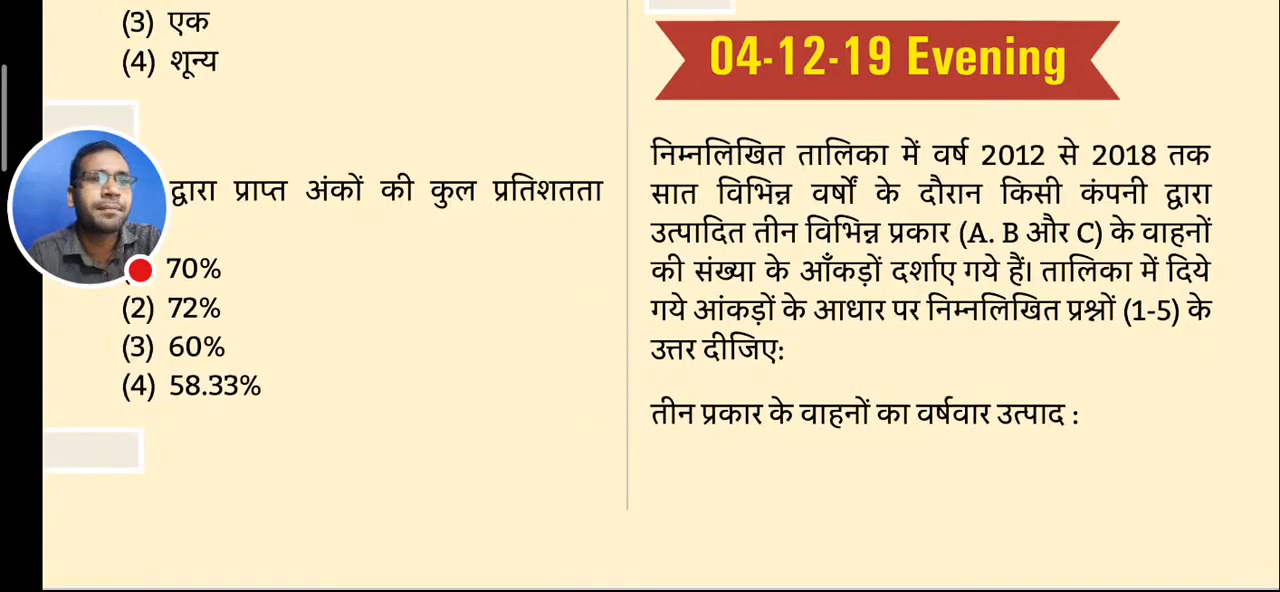 (3) एक
(4) शून्य
द्वारा प्राप्त अंकों की कुल प्रतिशतता
70%
(2) 72%
(3) 60%
(4) 58.33%
04-12-19 Evening
निम्नलिखित तालिका में वर्ष 2012 से 2018 तक
सात विभिन्न वर्षों के दौरान किसी कंपनी द्वारा
उत्पादित तीन विभिन्न प्रकार (A. B और C) के वाहनों
की संख्या के आँकड़ों दर्शाए गये हैं। तालिका में दिये
गये आंकड़ों के आधार पर निम्नलिखित प्रश्नों (1-5) के
उत्तर दीजिए:
तीन प्रकार के वाहनों का वर्षवार उत्पाद :